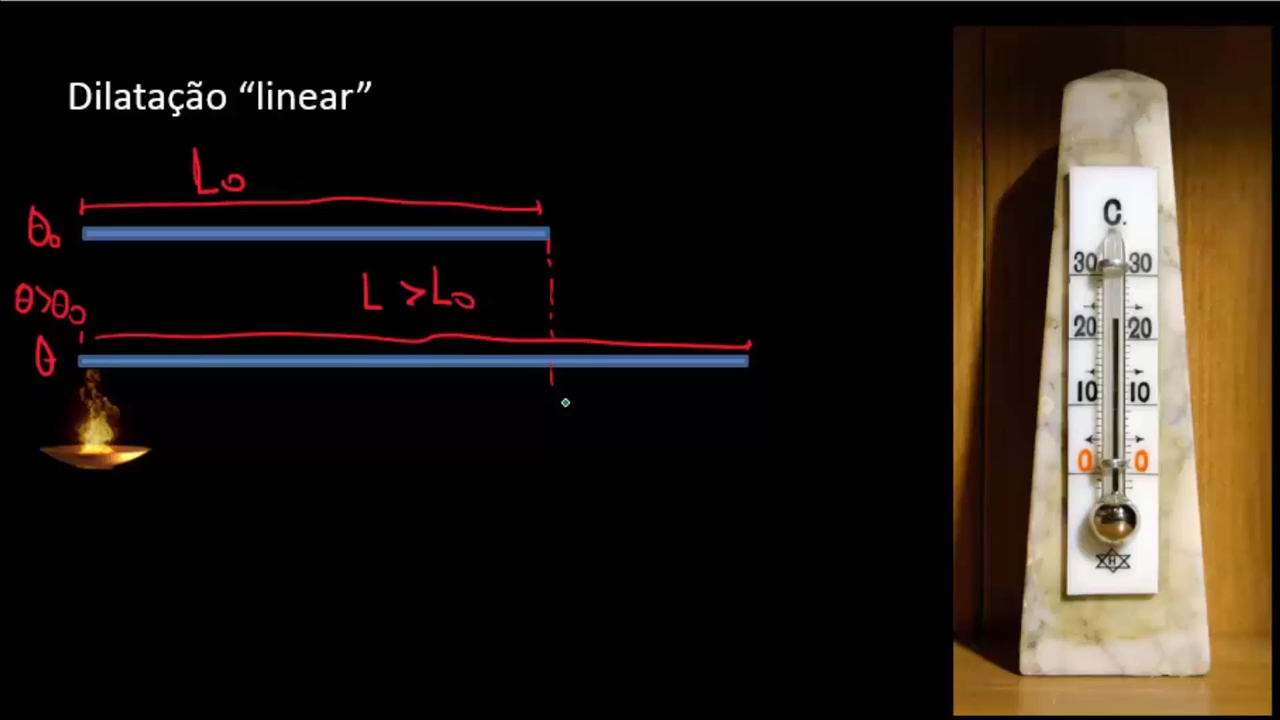 Dilatação “linear”
L₀
θ₀
L > L₀
θ>θ₀
θ
C.
30 30
20 20
10 10
0 0
H